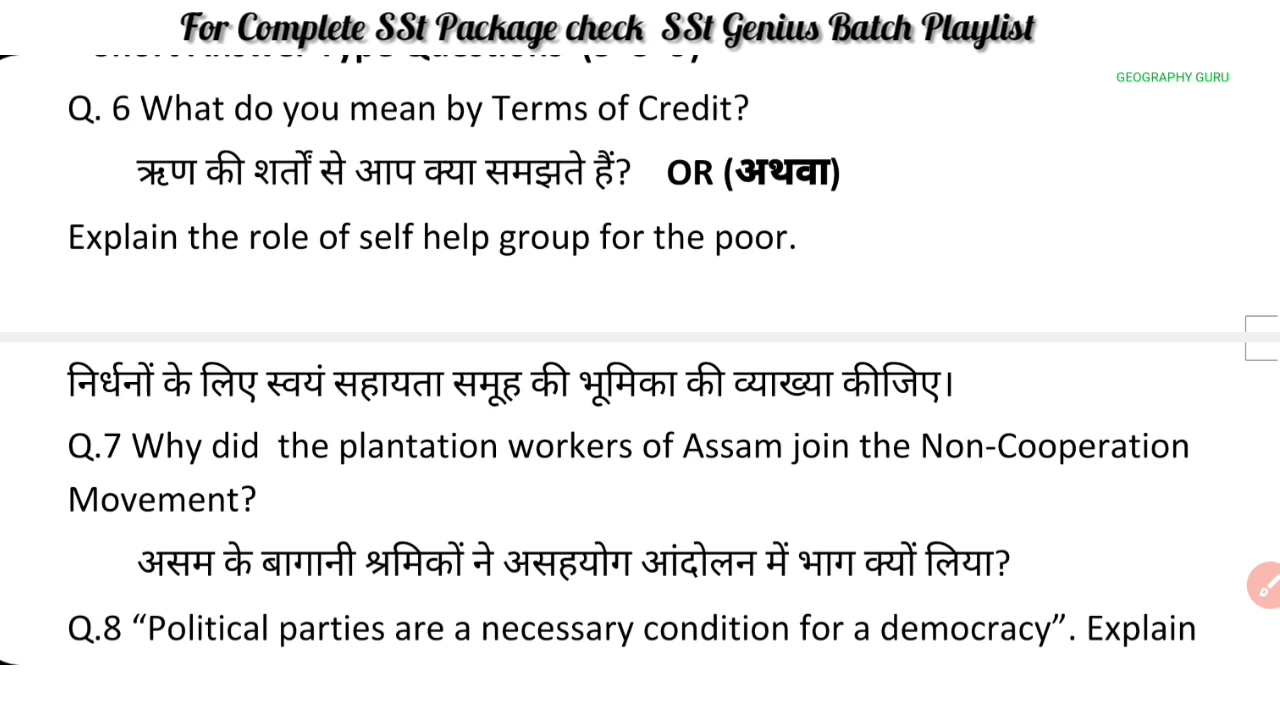 For Complete SSt Package check SSt Genius Batch Playlist
GEOGRAPHY GURU
Q. 6 What do you mean by Terms of Credit?
ऋण की शर्तों से आप क्या समझते हैं? OR (अथवा)
Explain the role of self help group for the poor.
निर्धनों के लिए स्वयं सहायता समूह की भूमिका की व्याख्या कीजिए।
Q.7 Why did the plantation workers of Assam join the Non-Cooperation
Movement?
असम के बागानी श्रमिकों ने असहयोग आंदोलन में भाग क्यों लिया?
Q.8 “Political parties are a necessary condition for a democracy”. Explain